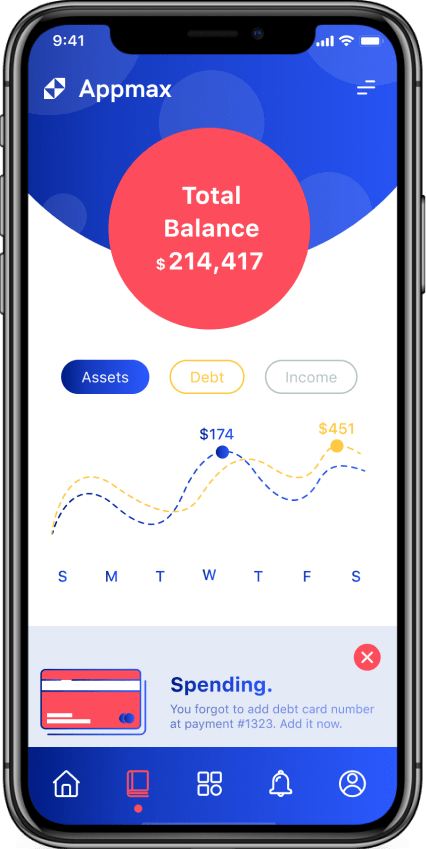 9:41
Appmax
Total
Balance
$214,417
Assets
Debt
Income
$174
$451
S M T W T F S
Spending.
You forgot to add debt card number
at payment #1323. Add it now.